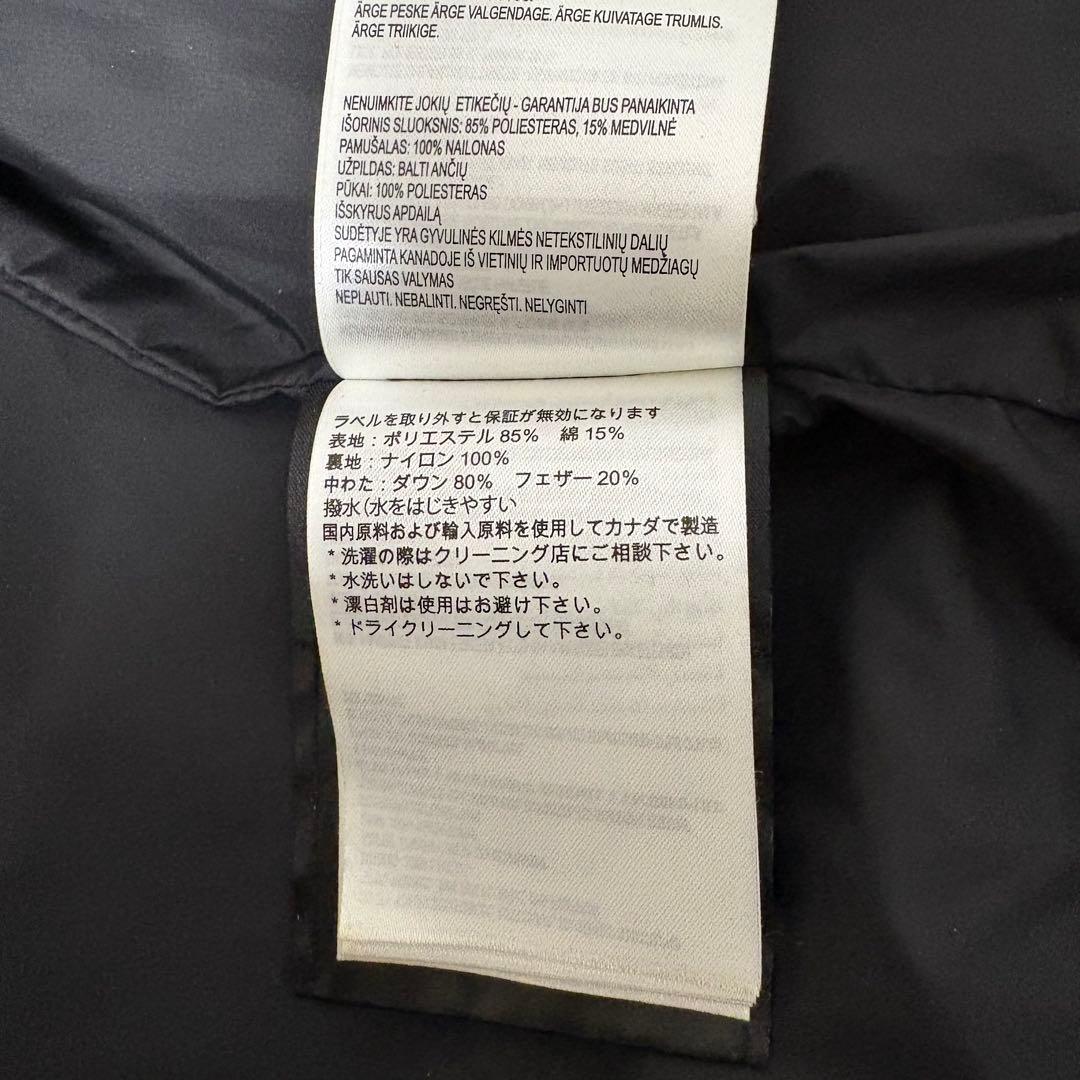 ÄRGE PESKE ÄRGE VALGENDAGE. ÄRGE KUIVATAGE TRUMLIS.
ÄRGE TRIIKIGE.
NENUIMKITE JOKIŲ ETIKEČIŲ - GARANTIJA BUS PANAIKINTA
IŠORINIS SLUOKSNIS: 85% POLIESTERAS, 15% MEDVILNĖ
PAMUŠALAS: 100% NAILONAS
UŽPILDAS: BALTI ANČIŲ
PŪKAI: 100% POLIESTERAS
IŠSKYRUS APDAILĄ
SUDĖTYJE YRA GYVULINĖS KILMĖS NETEKSTILINIŲ DALIŲ
PAGAMINTA KANADOJE IŠ VIETINIŲ IR IMPORTUOTŲ MEDŽIAGŲ
TIK SAUSAS VALYMAS
NEPLAUTI. NEBALINTI. NEGRĘŠTI. NELYGINTI
ラベルを取り外すと保証が無効になります
表地：ポリエステル 85% 綿 15%
裏地：ナイロン 100%
中わた：ダウン 80% フェザー 20%
撥水（水をはじきやすい
国内原料および輸入原料を使用してカナダで製造
* 洗濯の際はクリーニング店にご相談下さい。
* 水洗いはしないで下さい。
* 漂白剤は使用はお避け下さい。
* ドライクリーニングして下さい。